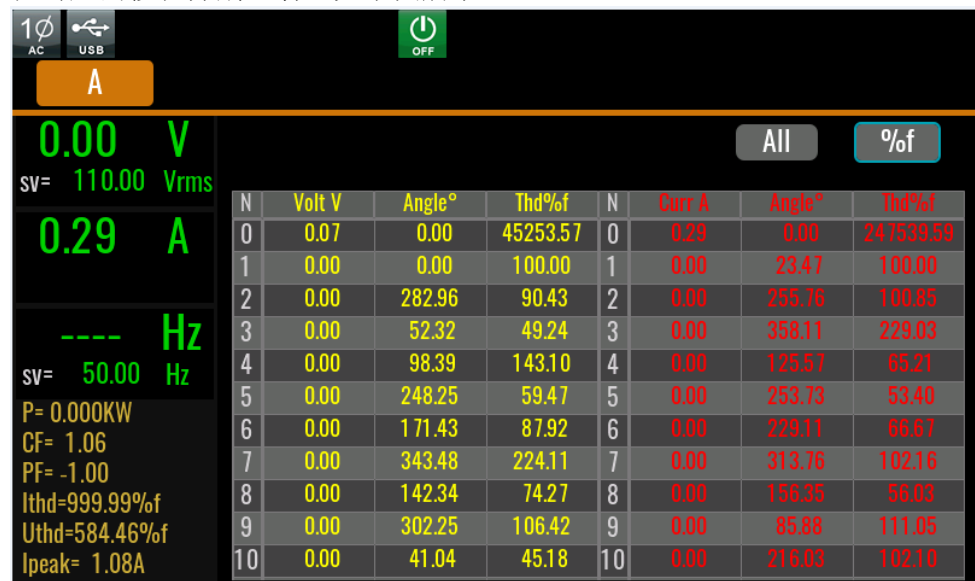 1Ø AC USB OFF
A
0.00 V
sv= 110.00 Vrms
0.29 A
---- Hz
sv= 50.00 Hz
P= 0.000KW
CF= 1.06
PF= -1.00
Ithd=999.99%f
Uthd=584.46%f
Ipeak= 1.08A
All %f
N Volt V Angle° Thd%f N Curr A Angle° Thd%f
0 0.07 0.00 45253.57 0 0.29 0.00 247539.59
1 0.00 0.00 100.00 1 0.00 23.47 100.00
2 0.00 282.96 90.43 2 0.00 255.76 100.85
3 0.00 52.32 49.24 3 0.00 358.11 229.03
4 0.00 98.39 143.10 4 0.00 125.57 65.21
5 0.00 248.25 59.47 5 0.00 253.73 53.40
6 0.00 171.43 87.92 6 0.00 229.11 66.67
7 0.00 343.48 224.11 7 0.00 313.76 102.16
8 0.00 142.34 74.27 8 0.00 156.35 56.03
9 0.00 302.25 106.42 9 0.00 85.88 111.05
10 0.00 41.04 45.18 10 0.00 216.03 102.10